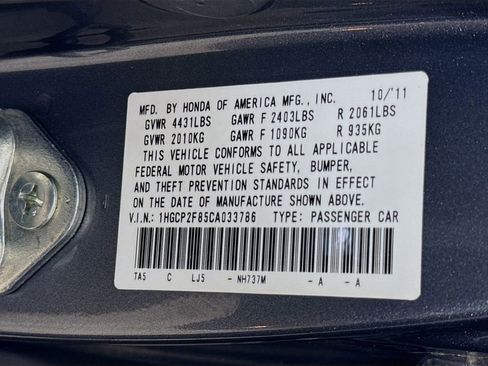 MFD. BY HONDA OF AMERICA MFG., INC. 10/'11
GVWR 4431LBS GAWR F 2403LBS R 2061LBS
GVWR 2010KG GAWR F 1090KG R 935KG
THIS VEHICLE CONFORMS TO ALL APPLICABLE
FEDERAL MOTOR VEHICLE SAFETY, BUMPER,
AND THEFT PREVENTION STANDARDS IN EFFECT
ON THE DATE OF MANUFACTURE SHOWN ABOVE.
V.I.N.: 1HGCP2F85CA033786 TYPE: PASSENGER CAR
TA5 C LJ5 - NH737M - A - A